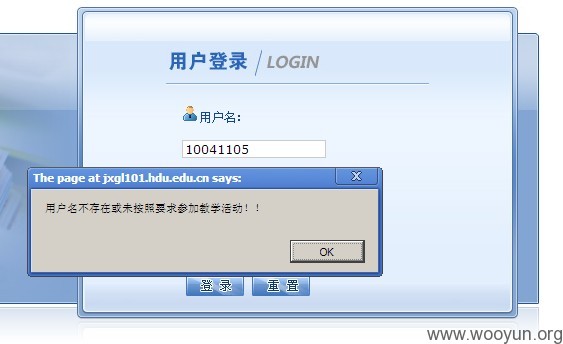 用户登录 LOGIN
用户名:
10041105
The page at jxgl101.hdu.edu.cn says:
用户名不存在或未按照要求参加教学活动!!
OK
登 录 重 置
www.wooyun.org